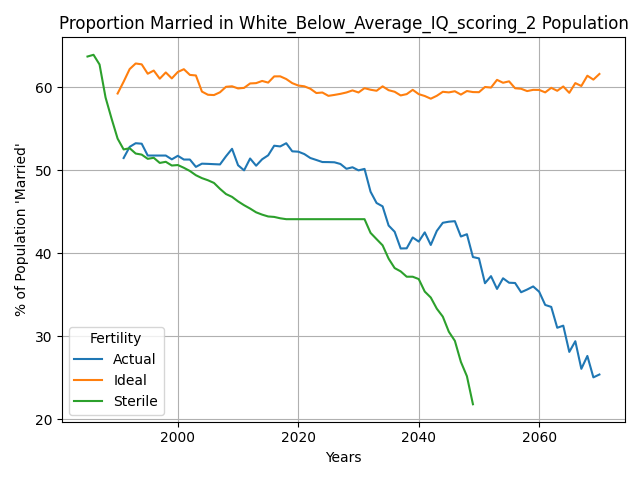 Proportion Married in White_Below_Average_IQ_scoring_2 Population
% of Population 'Married'
60
50
40
30
20
Fertility
Actual
Ideal
Sterile
2000
2020
2040
2060
Years